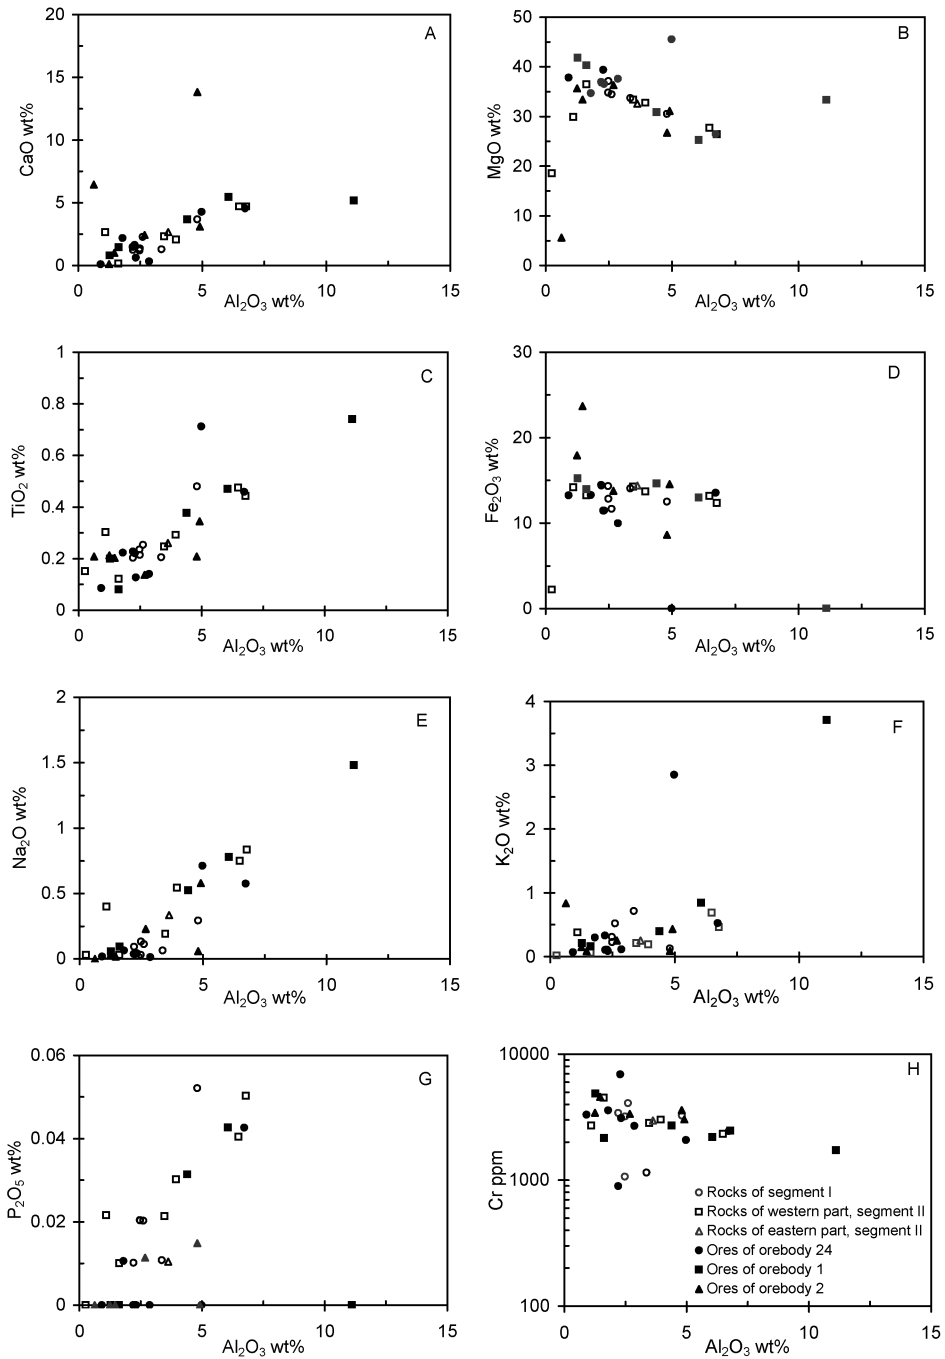 A
CaO wt%
20
15
10
5
0
0 5 10 15
Al₂O₃ wt%
B
MgO wt%
50
40
30
20
10
0
0 5 10 15
Al₂O₃ wt%
C
TiO₂ wt%
1
0.8
0.6
0.4
0.2
0
0 5 10 15
Al₂O₃ wt%
D
Fe₂O₃ wt%
30
20
10
0
0 5 10 15
Al₂O₃ wt%
E
Na₂O wt%
2
1.5
1
0.5
0
0 5 10 15
Al₂O₃ wt%
F
K₂O wt%
4
3
2
1
0
0 5 10 15
Al₂O₃ wt%
G
P₂O₅ wt%
0.06
0.04
0.02
0
0 5 10 15
Al₂O₃ wt%
H
Cr ppm
10000
1000
100
Rocks of segment I
Rocks of western part, segment II
Rocks of eastern part, segment II
Ores of orebody 24
Ores of orebody 1
Ores of orebody 2
0 5 10 15
Al₂O₃ wt%